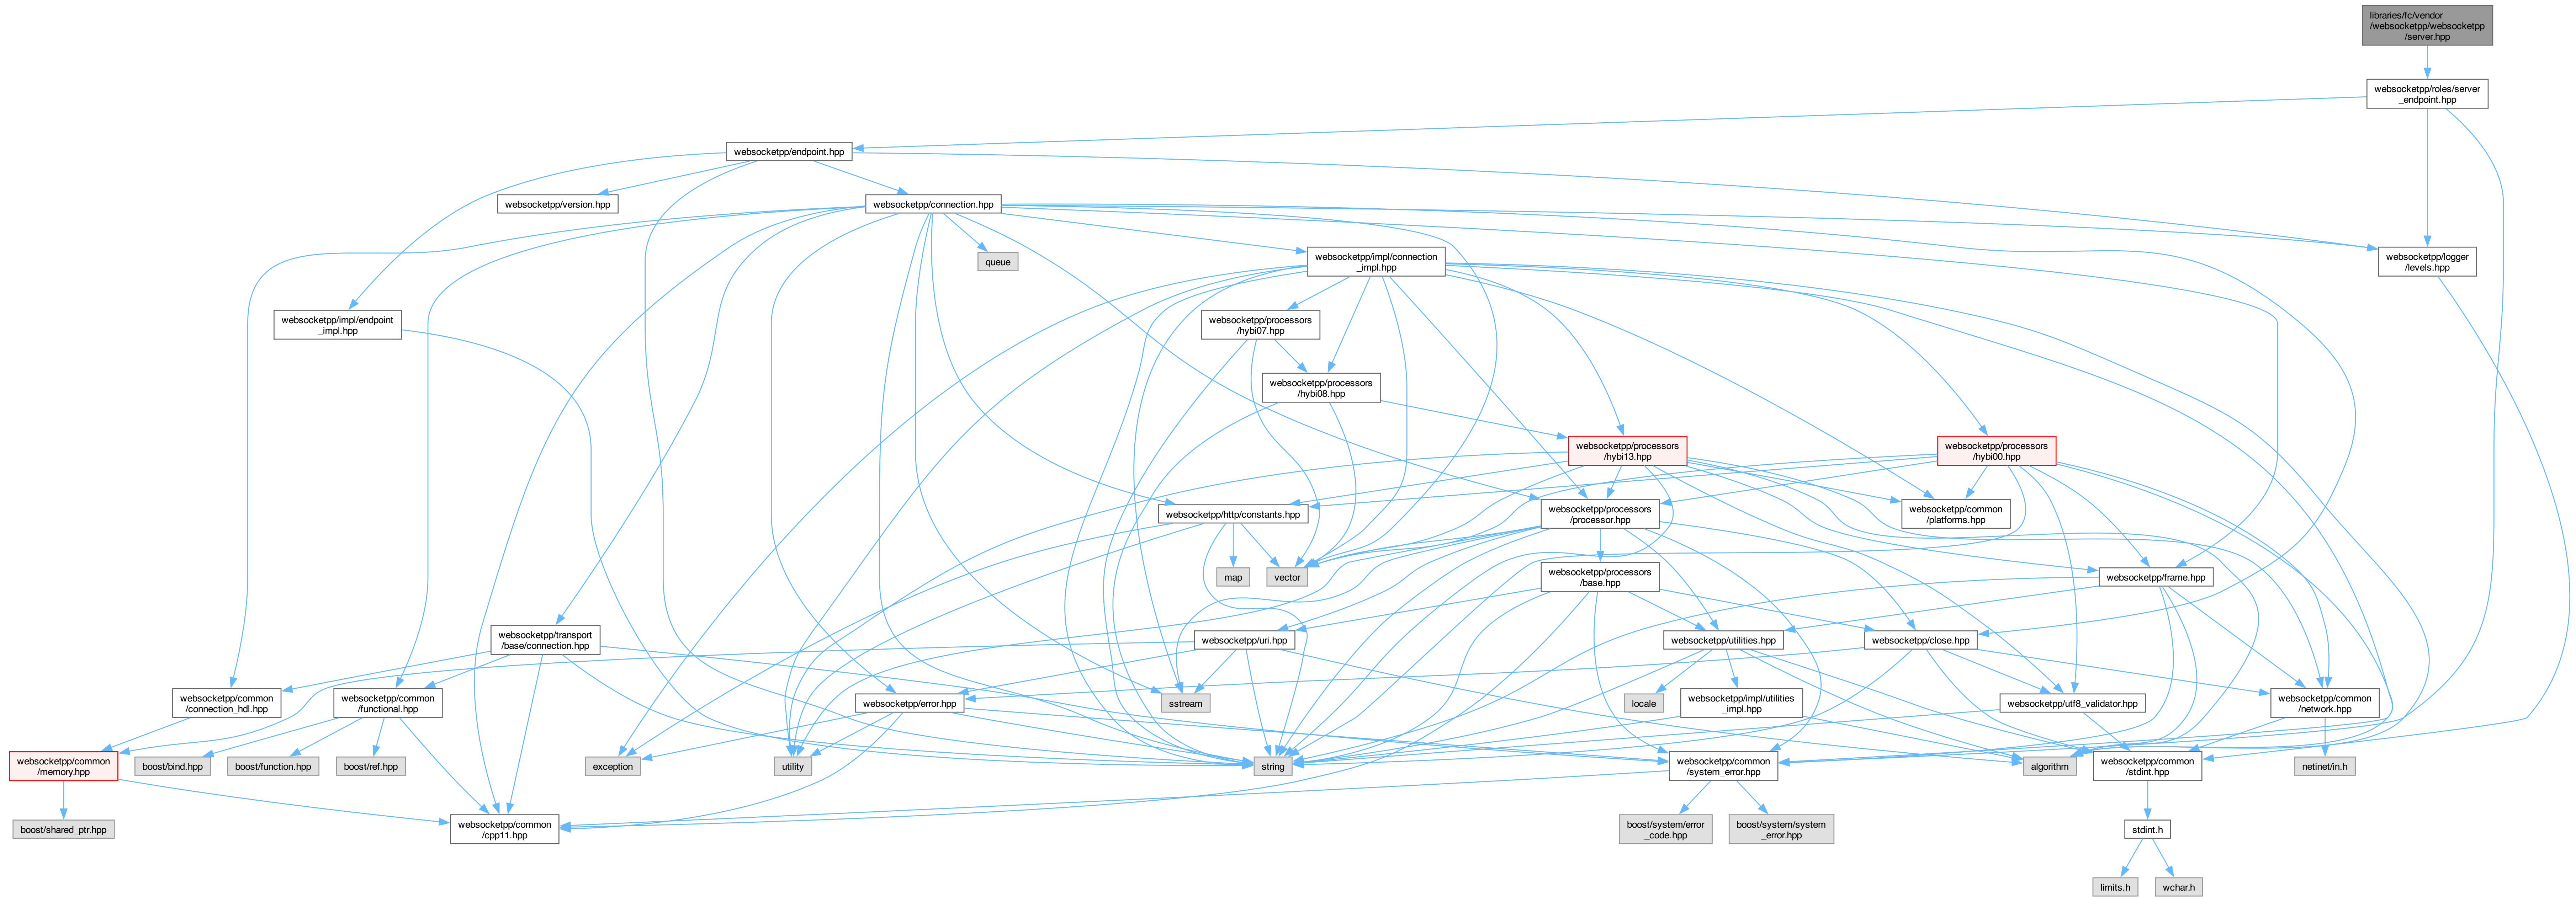 libraries/fc/vendor
/websocketpp/websocketpp
/server.hpp
websocketpp/roles/server
_endpoint.hpp
websocketpp/endpoint.hpp
websocketpp/version.hpp
websocketpp/connection.hpp
queue
websocketpp/impl/connection
_impl.hpp
websocketpp/logger
/levels.hpp
websocketpp/impl/endpoint
_impl.hpp
websocketpp/processors
/hybi07.hpp
websocketpp/processors
/hybi08.hpp
websocketpp/processors
/hybi13.hpp
websocketpp/processors
/hybi00.hpp
websocketpp/http/constants.hpp
websocketpp/processors
/processor.hpp
websocketpp/common
/platforms.hpp
map
vector
websocketpp/processors
/base.hpp
websocketpp/frame.hpp
websocketpp/transport
/base/connection.hpp
websocketpp/uri.hpp
websocketpp/utilities.hpp
websocketpp/close.hpp
websocketpp/common
/connection_hdl.hpp
websocketpp/common
/functional.hpp
websocketpp/error.hpp
sstream
locale
websocketpp/impl/utilities
_impl.hpp
websocketpp/utf8_validator.hpp
websocketpp/common
/network.hpp
websocketpp/common
/memory.hpp
boost/bind.hpp
boost/function.hpp
boost/ref.hpp
exception
utility
string
websocketpp/common
/system_error.hpp
algorithm
websocketpp/common
/stdint.hpp
netinet/in.h
boost/shared_ptr.hpp
websocketpp/common
/cpp11.hpp
boost/system/error
_code.hpp
boost/system/system
_error.hpp
stdint.h
limits.h
wchar.h